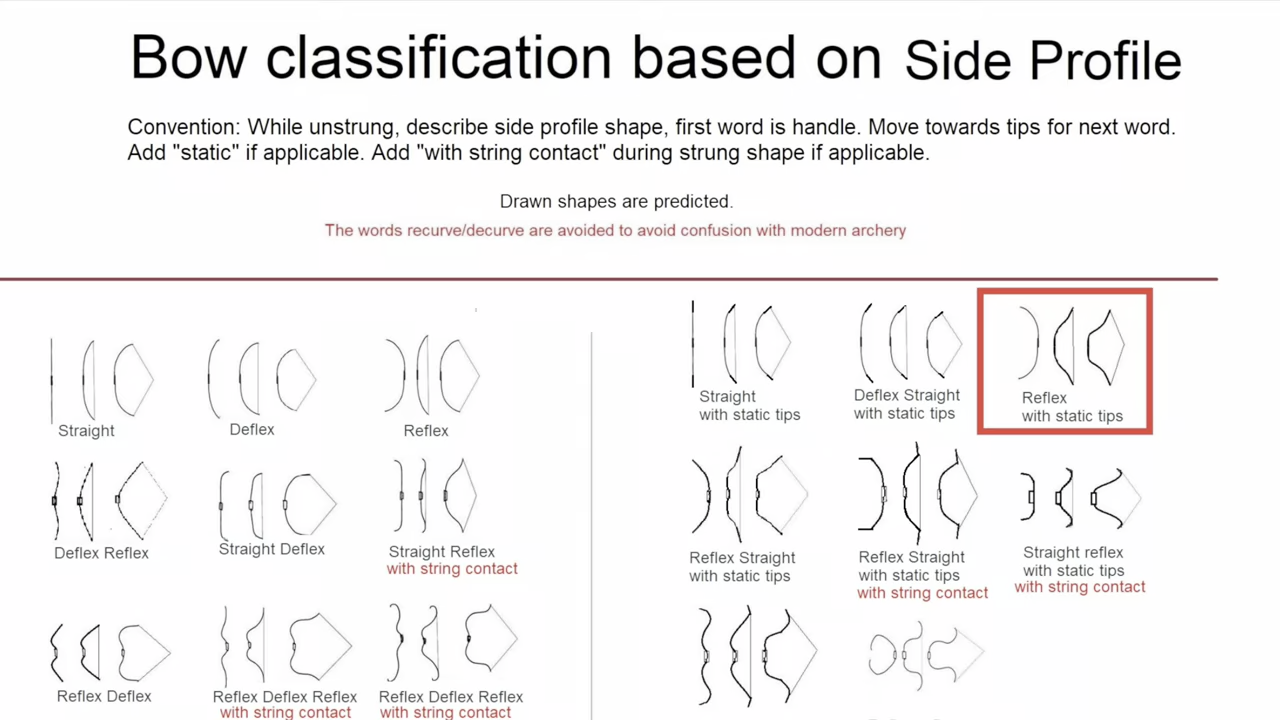 Bow classification based on Side Profile
Convention: While unstrung, describe side profile shape, first word is handle. Move towards tips for next word.
Add "static" if applicable. Add "with string contact" during strung shape if applicable.
Drawn shapes are predicted.
The words recurve/decurve are avoided to avoid confusion with modern archery
Straight
Deflex
Reflex
Deflex Reflex
Straight Deflex
Straight Reflex
with string contact
Reflex Deflex
Reflex Deflex Reflex
with string contact
Reflex Deflex Reflex
with string contact
Straight
with static tips
Deflex Straight
with static tips
Reflex
with static tips
Reflex Straight
with static tips
Reflex Straight
with static tips
with string contact
Straight reflex
with static tips
with string contact